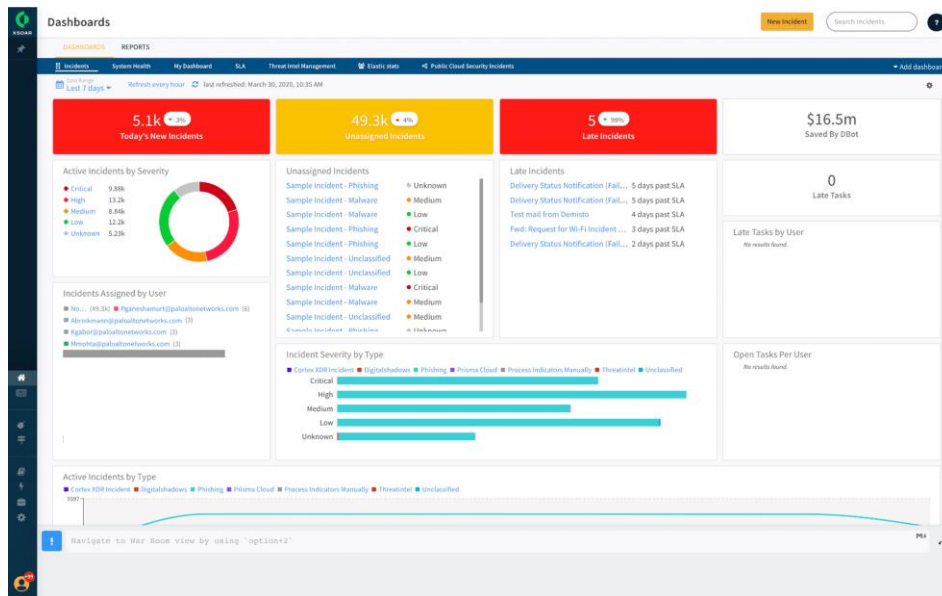 Dashboards
New Incident
Search Incidents.
?
XSOAR
DASHBOARDS
REPORTS
Incidents
System Health
My Dashboard
SLA
Threat Intel Management
Elastic stats
Public Cloud Security Incidents
Add dashboar
Date Range
Last 7 days
Refresh every hour
last refreshed: March 30, 2020, 10:35 AM
5.1k 3%
Today's New Incidents
49.3k 4%
Unassigned Incidents
5 99%
Late Incidents
$16.5m
Saved By DBot
Active Incidents by Severity
Critical 9.88k
High 13.2k
Medium 8.84k
Low 12.2k
Unknown 5.23k
Unassigned Incidents
Sample Incident - Phishing Unknown
Sample Incident - Malware Medium
Sample Incident - Malware Low
Sample Incident - Phishing Critical
Sample Incident - Phishing Low
Sample Incident - Unclassified Medium
Sample Incident - Unclassified Low
Sample Incident - Malware Critical
Sample Incident - Malware Medium
Sample Incident - Unclassified Medium
Sample Incident - Phishing Unknown
Late Incidents
Delivery Status Notification (Fail... 5 days past SLA
Delivery Status Notification (Fail... 5 days past SLA
Test mail from Demisto 4 days past SLA
Fwd: Request for Wi-Fi Incident ... 3 days past SLA
Delivery Status Notification (Fail... 2 days past SLA
0
Late Tasks
Late Tasks by User
No results found.
Incidents Assigned by User
No... (49.3k) Pganeshamurt@paloaltonetworks.com (6)
Abrinkmann@paloaltonetworks.com (3)
Kgaber@paloaltonetworks.com (3)
Mmohta@paloaltonetworks.com (3)
Incident Severity by Type
Cortex XDR Incident Digitalshadows Phishing Prisma Cloud Process Indicators Manually Threatintel Unclassified
Critical
High
Medium
Low
Unknown
Open Tasks Per User
No results found.
Active Incidents by Type
Cortex XDR Incident Digitalshadows Phishing Prisma Cloud Process Indicators Manually Threatintel Unclassified
1097
! Navigate to War Room view by using `option+2`
M↓
+99